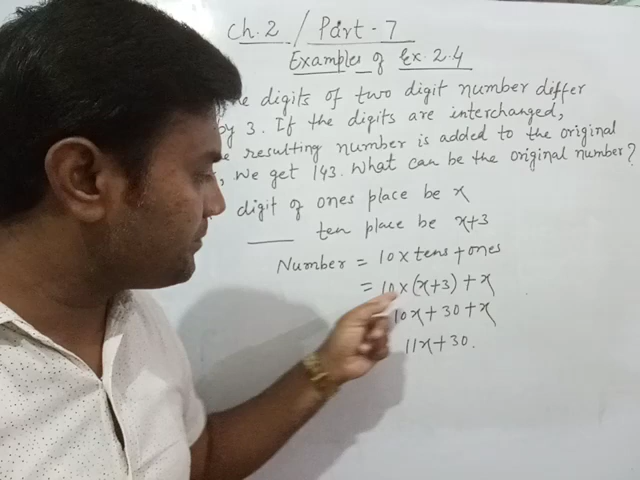 Ch. 2 / Part - 7
Examples of Ex. 2.4
he digits of two digit number differ
by 3. If the digits are interchanged,
e resulting number is added to the original
, we get 143. What can be the original number?
digit of ones place be x
ten place be x+3
Number = 10 x tens + ones
= 10 x (x+3) + x
10x + 30 + x
11x + 30.